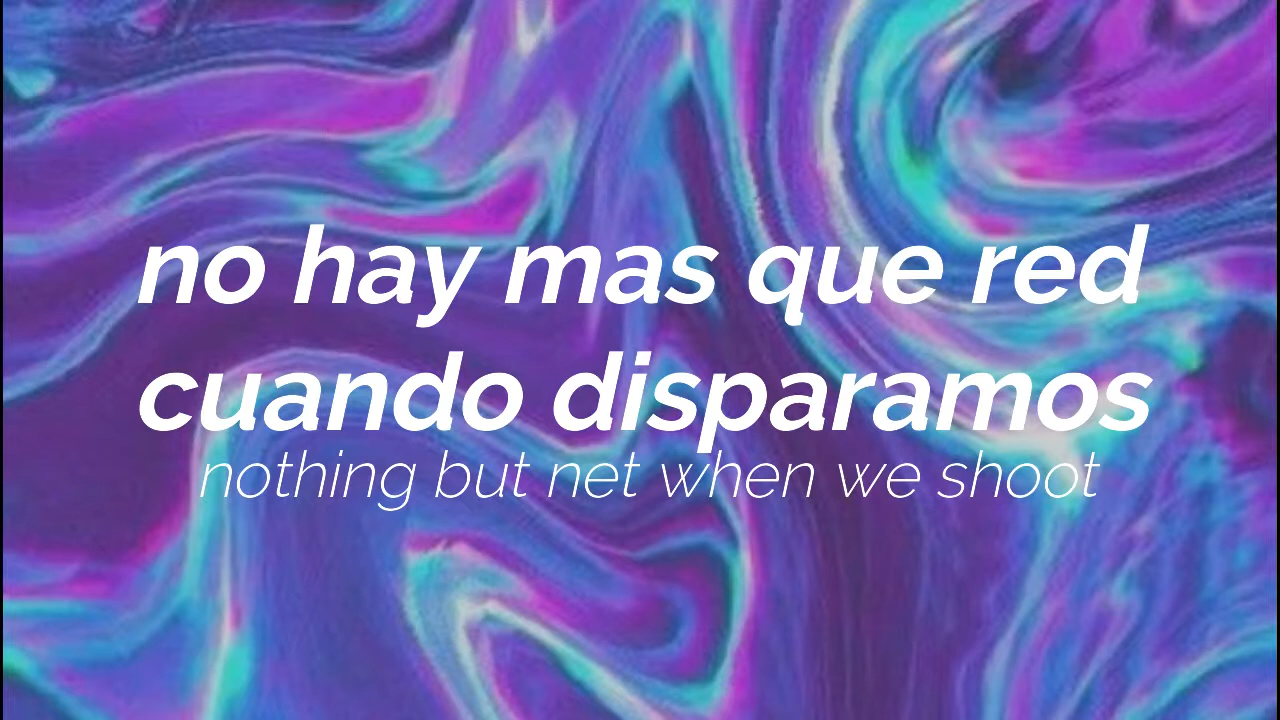 no hay mas que red
cuando disparamos
nothing but net when we shoot